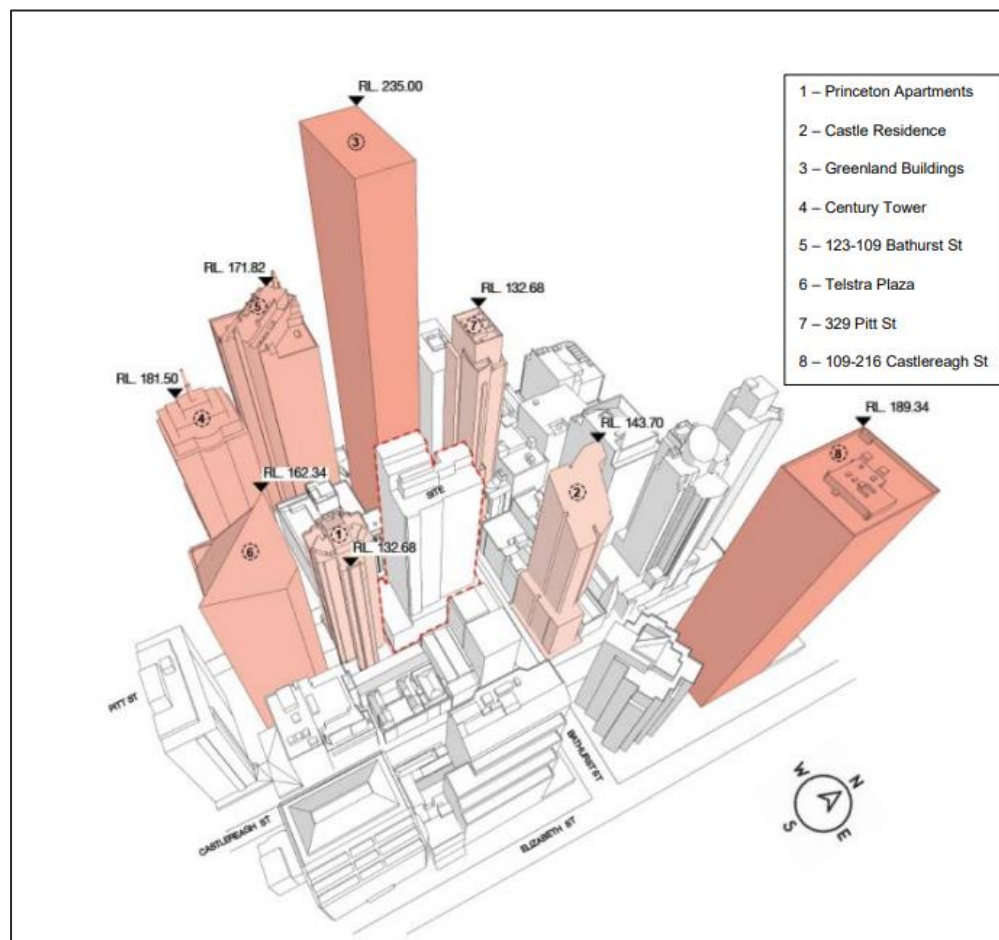 RL. 235.00
1 – Princeton Apartments
2 – Castle Residence
3 – Greenland Buildings
4 – Century Tower
5 – 123-109 Bathurst St
6 – Telstra Plaza
7 – 329 Pitt St
8 – 109-216 Castlereagh St
3
RL. 171.82
5
RL. 132.68
7
RL. 181.50
4
RL. 143.70
RL. 189.34
8
RL. 162.34
SITE
2
1
RL. 132.68
6
PITT ST
BATHURST ST
CASTLEREAGH ST
ELIZABETH ST
W
N
S
E